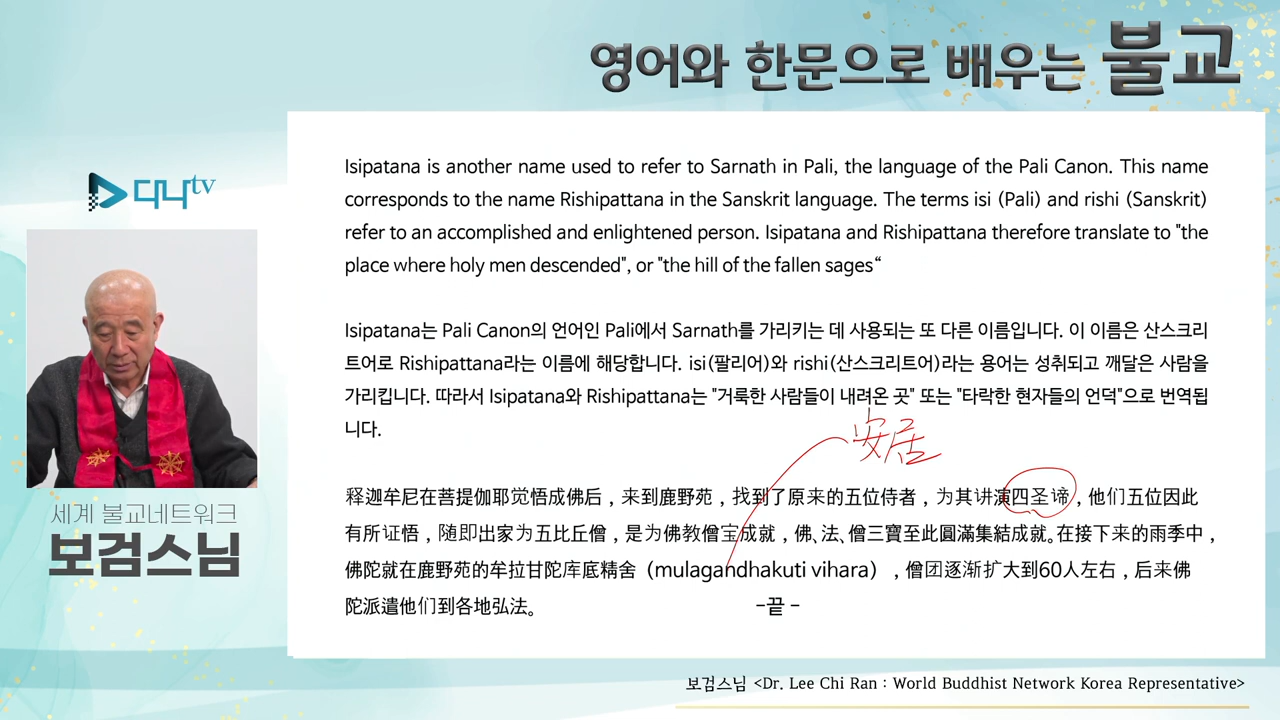 영어와 한문으로 배우는 불교
디나tv
Isipatana is another name used to refer to Sarnath in Pali, the language of the Pali Canon. This name
corresponds to the name Rishipattana in the Sanskrit language. The terms isi (Pali) and rishi (Sanskrit)
refer to an accomplished and enlightened person. Isipatana and Rishipattana therefore translate to "the
place where holy men descended", or "the hill of the fallen sages“
Isipatana는 Pali Canon의 언어인 Pali에서 Sarnath를 가리키는 데 사용되는 또 다른 이름입니다. 이 이름은 산스크리
트어로 Rishipattana라는 이름에 해당합니다. isi(팔리어)와 rishi(산스크리트어)라는 용어는 성취되고 깨달은 사람을
가리킵니다. 따라서 Isipatana와 Rishipattana는 "거룩한 사람들이 내려온 곳" 또는 "타락한 현자들의 언덕"으로 번역됩
니다.
安居
释迦牟尼在菩提伽耶觉悟成佛后，来到鹿野苑，找到了原来的五位侍者，为其讲演四圣谛，他们五位因此
有所证悟，随即出家为五比丘僧，是为佛教僧宝成就，佛、法、僧三寶至此圓滿集結成就。在接下来的雨季中，
佛陀就在鹿野苑的牟拉甘陀库底精舍（mulagandhakuti vihara），僧团逐渐扩大到60人左右，后来佛
陀派遣他们到各地弘法。
-끝 -
세계 불교네트워크
보검스님
보검스님 <Dr. Lee Chi Ran : World Buddhist Network Korea Representative>